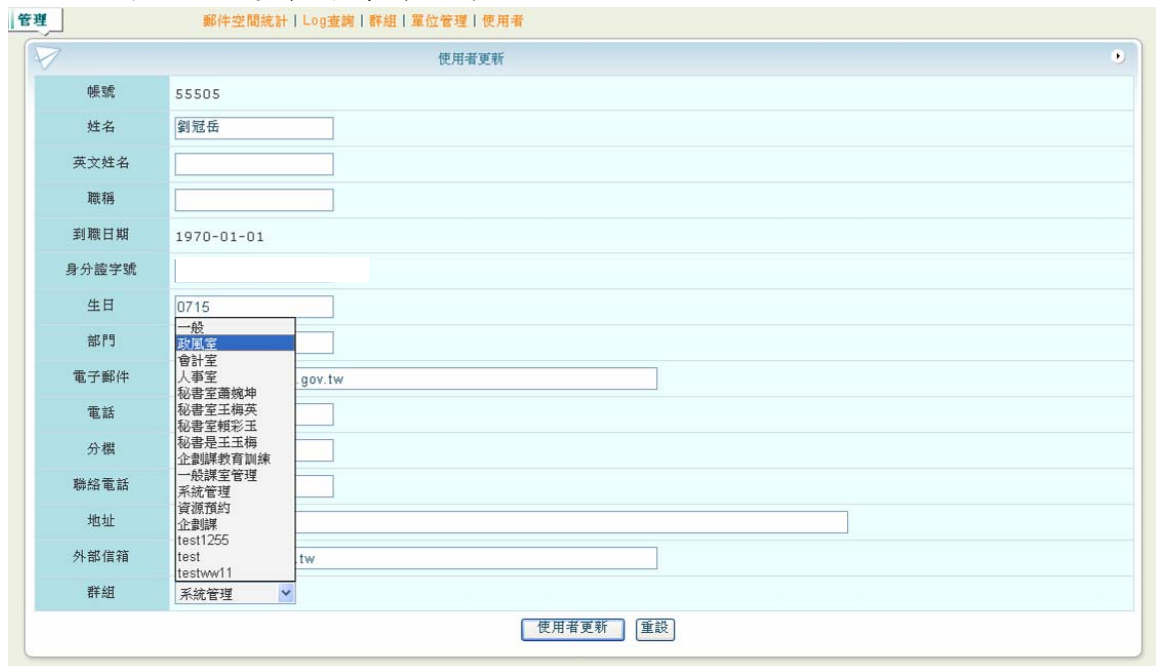 管理
郵件空間統計 | Log查詢 | 群組 | 單位管理 | 使用者
使用者更新
帳號 55505
姓名 劉冠岳
英文姓名
職稱
到職日期 1970-01-01
身分證字號
生日 0715
部門
電子郵件 .gov.tw
電話
分機
聯絡電話
地址
外部信箱 .tw
群組 系統管理
一般
政風室
會計室
人事室
秘書室蕭婉坤
秘書室王梅英
秘書室賴彩玉
秘書是王玉梅
企劃課教育訓練
一般課室管理
系統管理
資源預約
企劃課
test1255
test
testww11
使用者更新 重設